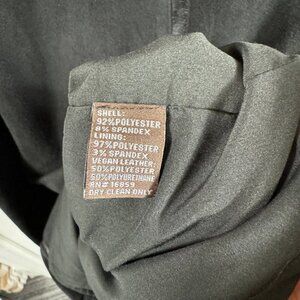 SHELL:
92%POLYESTER
8% SPANDEX
LINING:
97%POLYESTER
3% SPANDEX
VEGAN LEATHER:
50%POLYESTER
50%POLYURETHANE
RN# 16859
DRY CLEAN ONLY